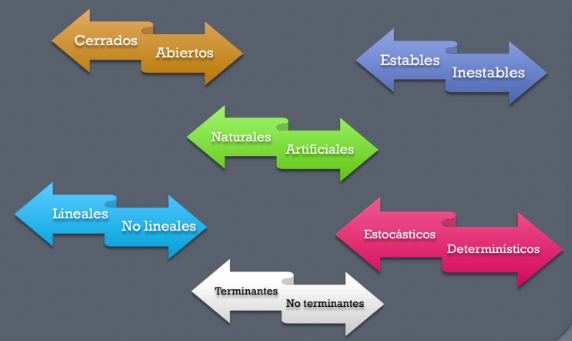 Cerrados
Abiertos
Estables
Inestables
Naturales
Artificiales
Lineales
No lineales
Estocásticos
Determinísticos
Terminantes
No terminantes